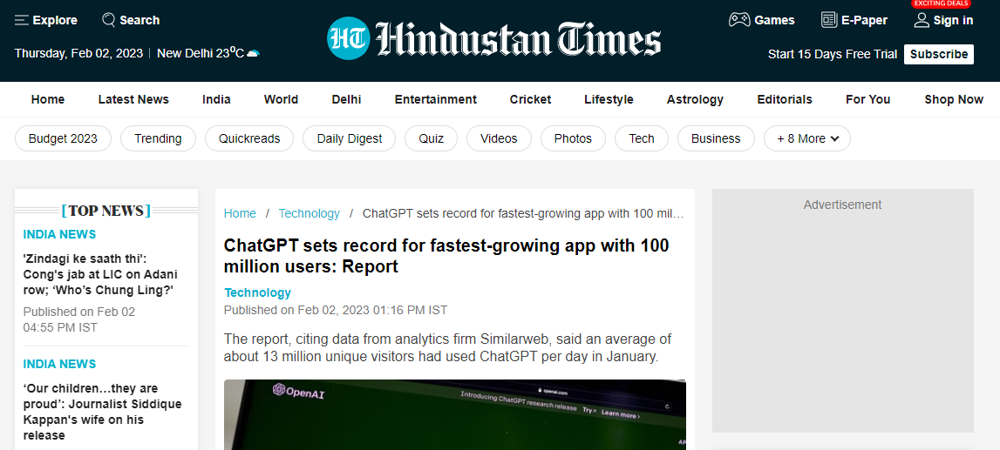 Explore
Search
Thursday, Feb 02, 2023
New Delhi 23⁰C
HT Hindustan Times
Games
E-Paper
EXCITING DEALS
Sign in
Start 15 Days Free Trial
Subscribe
Home Latest News India World Delhi Entertainment Cricket Lifestyle Astrology Editorials For You Shop Now
Budget 2023 Trending Quickreads Daily Digest Quiz Videos Photos Tech Business + 8 More
[TOP NEWS]
INDIA NEWS
'Zindagi ke saath thi':
Cong's jab at LIC on Adani
row; ‘Who’s Chung Ling?'
Published on Feb 02
04:55 PM IST
INDIA NEWS
‘Our children…they are
proud’: Journalist Siddique
Kappan's wife on his
release
Home / Technology / ChatGPT sets record for fastest-growing app with 100 mil…
ChatGPT sets record for fastest-growing app with 100
million users: Report
Technology
Published on Feb 02, 2023 01:16 PM IST
The report, citing data from analytics firm Similarweb, said an average of
about 13 million unique visitors had used ChatGPT per day in January.
OpenAI
openai.com
Introducing ChatGPT research release Try↗ Learn more ›
Advertisement